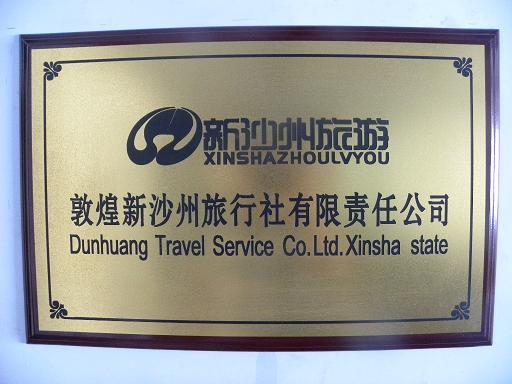 新沙州旅游
XINSHAZHOULVYOU
敦煌新沙州旅行社有限责任公司
Dunhuang Travel Service Co.Ltd.Xinsha state